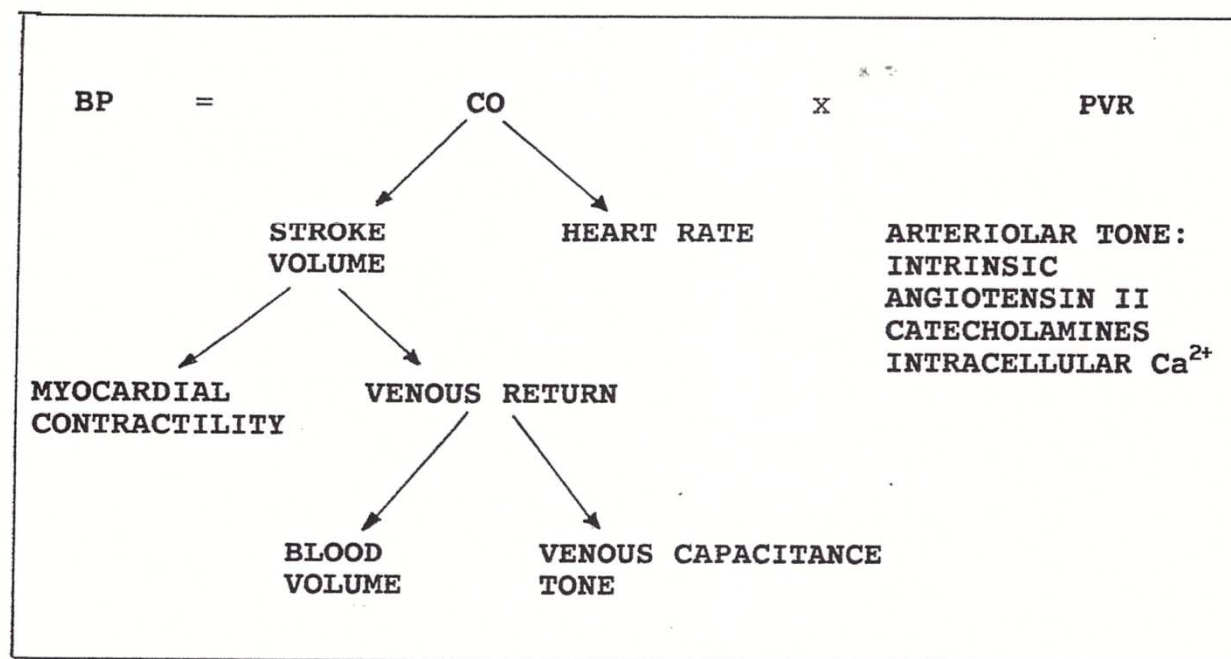 BP = CO x PVR
STROKE VOLUME
HEART RATE
ARTERIOLAR TONE:
INTRINSIC
ANGIOTENSIN II
CATECHOLAMINES
INTRACELLULAR Ca²⁺
MYOCARDIAL
CONTRACTILITY
VENOUS RETURN
BLOOD
VOLUME
VENOUS CAPACITANCE
TONE